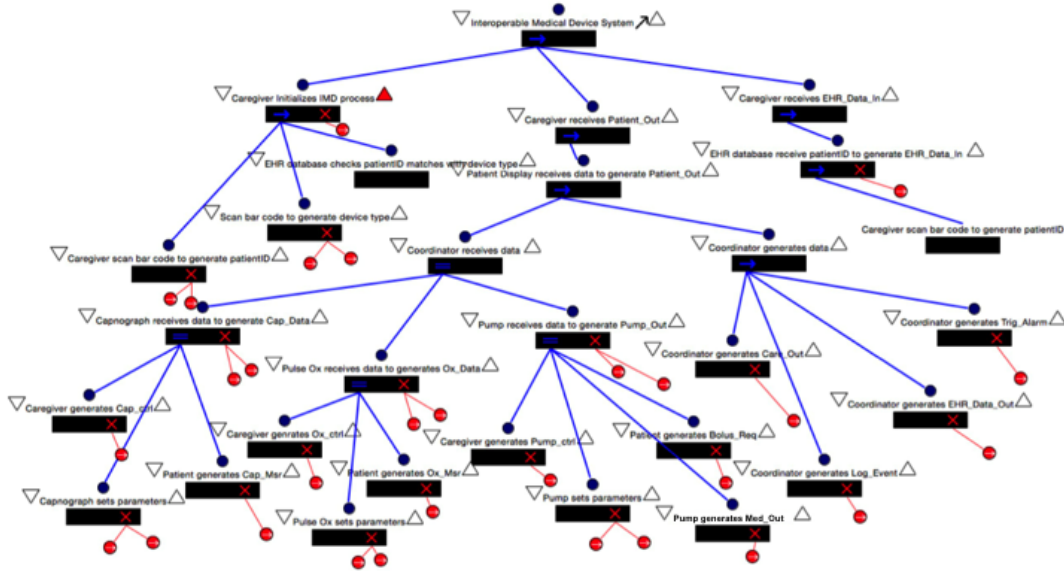 Interoperable Medical Device System
Caregiver Initializes IMD process
Caregiver receives EHR_Data_In
Caregiver receives Patient_Out
EHR database receive patientID to generate EHR_Data_In
EHR database checks patientID matches with device type
Patient Display receives data to generate Patient_Out
Scan bar code to generate device type
Caregiver scan bar code to generate patientID
Coordinator receives data
Coordinator generates data
Caregiver scan bar code to generate patientID
Capnograph receives data to generate Cap_Data
Pump receives data to generate Pump_Out
Coordinator generates Trig_Alarm
Coordinator generates Care_Out
Pulse Ox receives data to generates Ox_Data
Caregiver generates Cap_ctrl
Coordinator generates EHR_Data_Out
Caregiver genrates Ox_ctrl
Caregiver generates Pump_ctrl
Patient generates Bolus_Req
Patient generates Cap_Msr
Patient generates Ox_Msr
Coordinator generates Log_Event
Capnograph sets parameters
Pump sets parameters
Pulse Ox sets parameters
Pump generates Med_Out